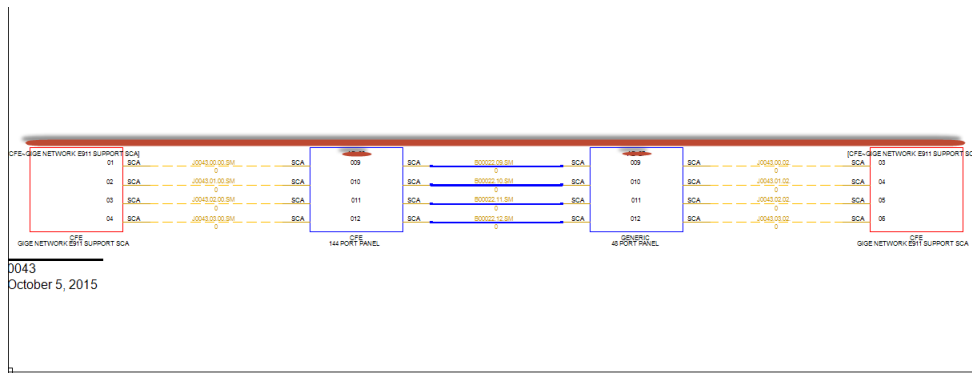 [CFE=GIGE NETWORK E911 SUPPORT SCA]
[CFE=GIGE NETWORK E911 SUPPORT SCA
01 SCA J0043.00.00.SM SCA 009 SCA B00022.09.SM SCA 009 SCA J0043.00.02. SCA 03
0 0 0
02 SCA J0043.01.00.SM SCA 010 SCA B00022.10.SM SCA 010 SCA J0043.01.02. SCA 04
0 0 0
03 SCA J0043.02.00.SM SCA 011 SCA B00022.11.SM SCA 011 SCA J0043.02.02. SCA 05
0 0 0
04 SCA J0043.03.00.SM SCA 012 SCA B00022.12.SM SCA 012 SCA J0043.03.02. SCA 06
0 0 0
CFE
GIGE NETWORK E911 SUPPORT SCA
CFE
144 PORT PANEL
GENERIC
48 PORT PANEL
CFE
GIGE NETWORK E911 SUPPORT SCA
0043
October 5, 2015